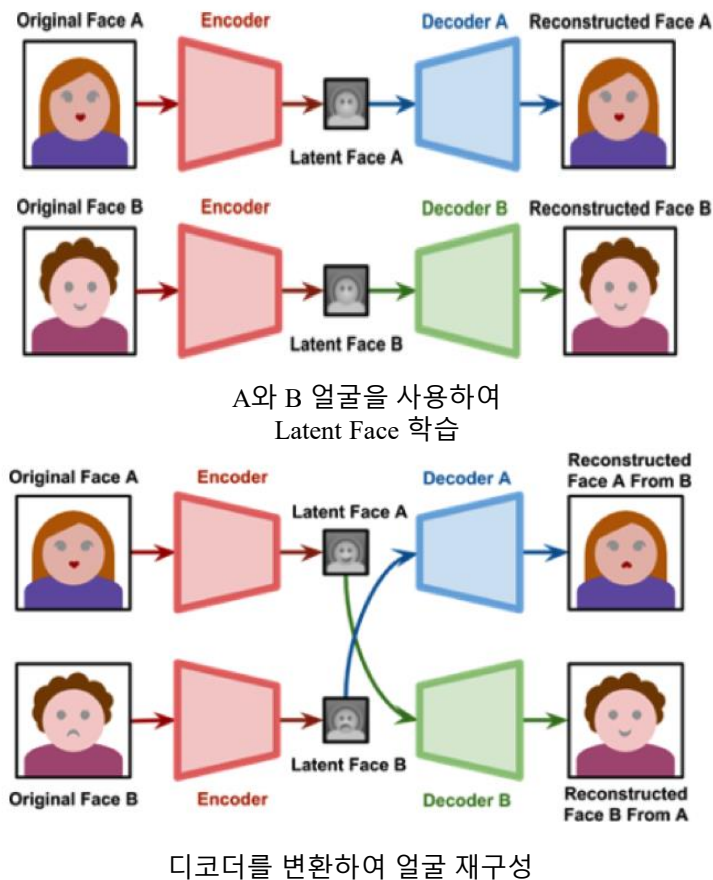 Original Face A
Encoder
Decoder A
Reconstructed Face A
Latent Face A
Original Face B
Encoder
Decoder B
Reconstructed Face B
Latent Face B
A와 B 얼굴을 사용하여
Latent Face 학습
Original Face A
Encoder
Latent Face A
Decoder A
Reconstructed
Face A From B
Original Face B
Encoder
Latent Face B
Decoder B
Reconstructed
Face B From A
디코더를 변환하여 얼굴 재구성